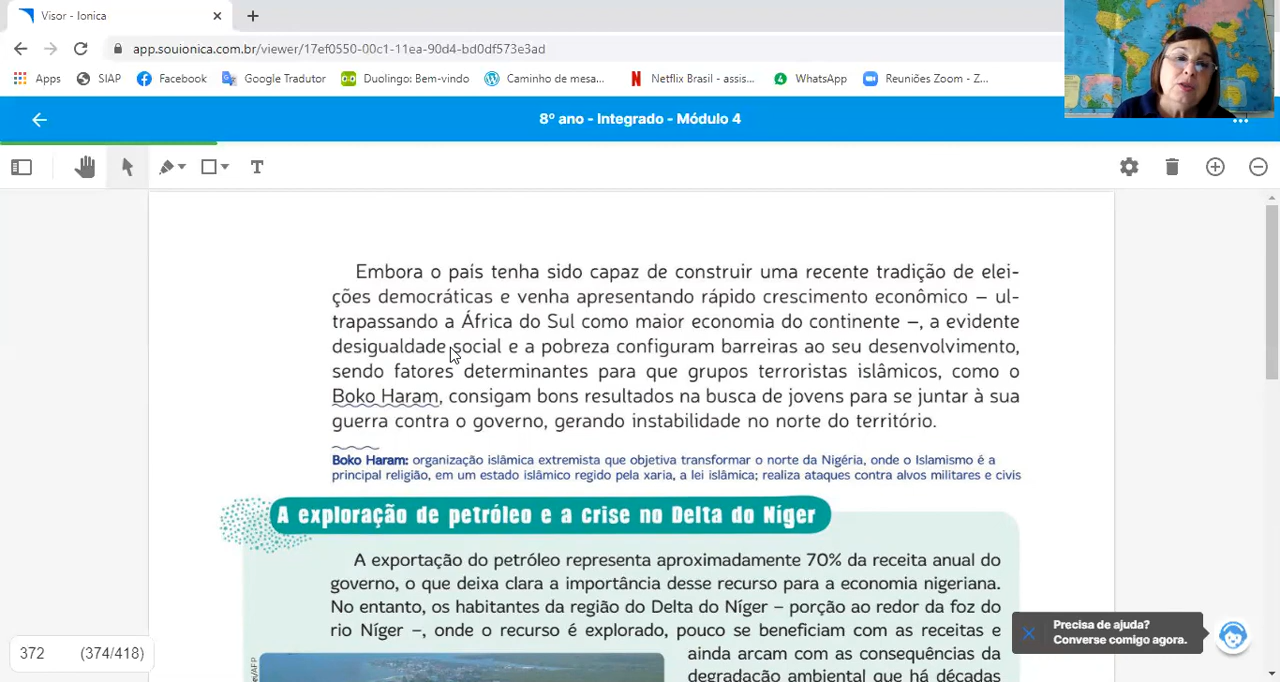 Visor - Ionica
app.souionica.com.br/viewer/17ef0550-00c1-11ea-90d4-bd0df573e3ad
Apps SIAP Facebook Google Tradutor Duolingo: Bem-vindo Caminho de mesa... Netflix Brasil - assis... WhatsApp Reuniões Zoom - Z...
8º ano - Integrado - Módulo 4
Embora o país tenha sido capaz de construir uma recente tradição de elei-
ções democráticas e venha apresentando rápido crescimento econômico – ul-
trapassando a África do Sul como maior economia do continente –, a evidente
desigualdade social e a pobreza configuram barreiras ao seu desenvolvimento,
sendo fatores determinantes para que grupos terroristas islâmicos, como o
Boko Haram, consigam bons resultados na busca de jovens para se juntar à sua
guerra contra o governo, gerando instabilidade no norte do território.
Boko Haram: organização islâmica extremista que objetiva transformar o norte da Nigéria, onde o Islamismo é a
principal religião, em um estado islâmico regido pela xaria, a lei islâmica; realiza ataques contra alvos militares e civis
A exploração de petróleo e a crise no Delta do Níger
A exportação do petróleo representa aproximadamente 70% da receita anual do
governo, o que deixa clara a importância desse recurso para a economia nigeriana.
No entanto, os habitantes da região do Delta do Níger – porção ao redor da foz do
rio Níger –, onde o recurso é explorado, pouco se beneficiam com as receitas e
ainda arcam com as consequências da
degradação ambiental que há décadas
Precisa de ajuda?
Converse comigo agora.
372 (374/418)